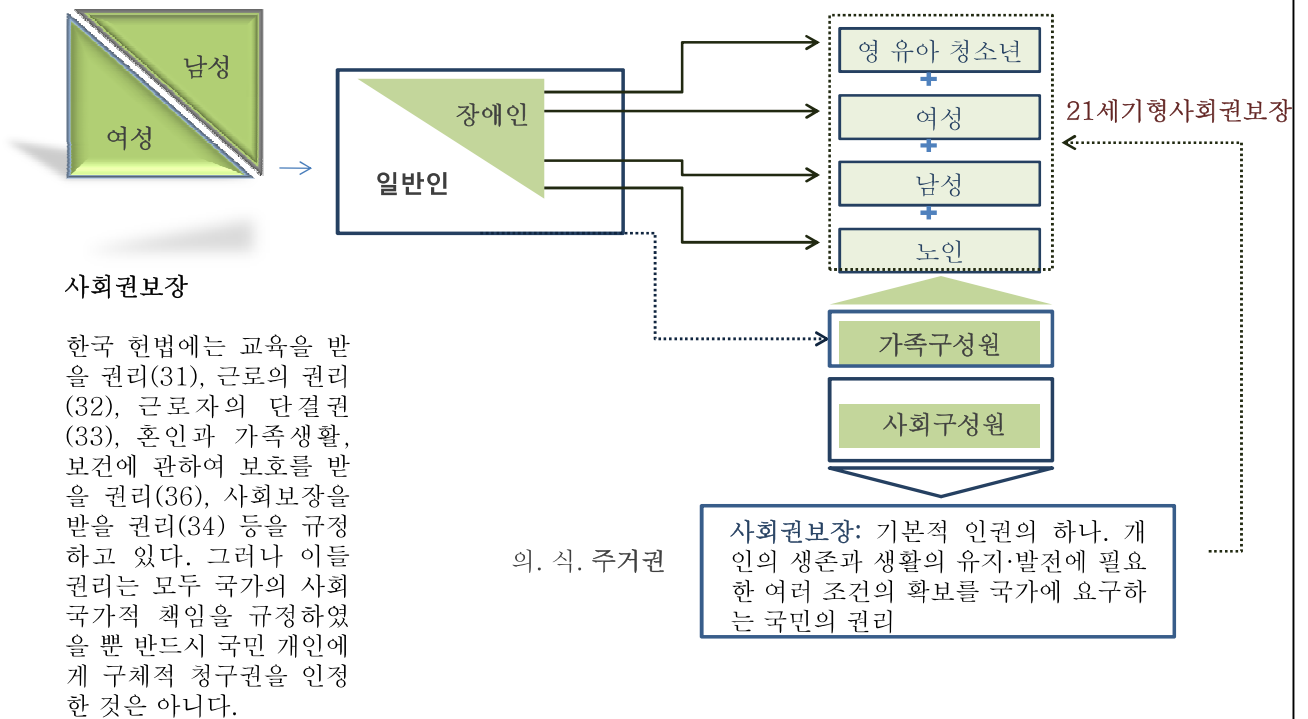 남성
여성
장애인
일반인
영 유아 청소년
+
여성
+
남성
+
노인
21세기형사회권보장
가족구성원
사회구성원
사회권보장
한국 헌법에는 교육을 받
을 권리(31), 근로의 권리
(32), 근로자의 단결권
(33), 혼인과 가족생활,
보건에 관하여 보호를 받
을 권리(36), 사회보장을
받을 권리(34) 등을 규정
하고 있다. 그러나 이들
권리는 모두 국가의 사회
국가적 책임을 규정하였
을 뿐 반드시 국민 개인에
게 구체적 청구권을 인정
한 것은 아니다.
의. 식. 주거권
사회권보장: 기본적 인권의 하나. 개
인의 생존과 생활의 유지·발전에 필요
한 여러 조건의 확보를 국가에 요구하
는 국민의 권리